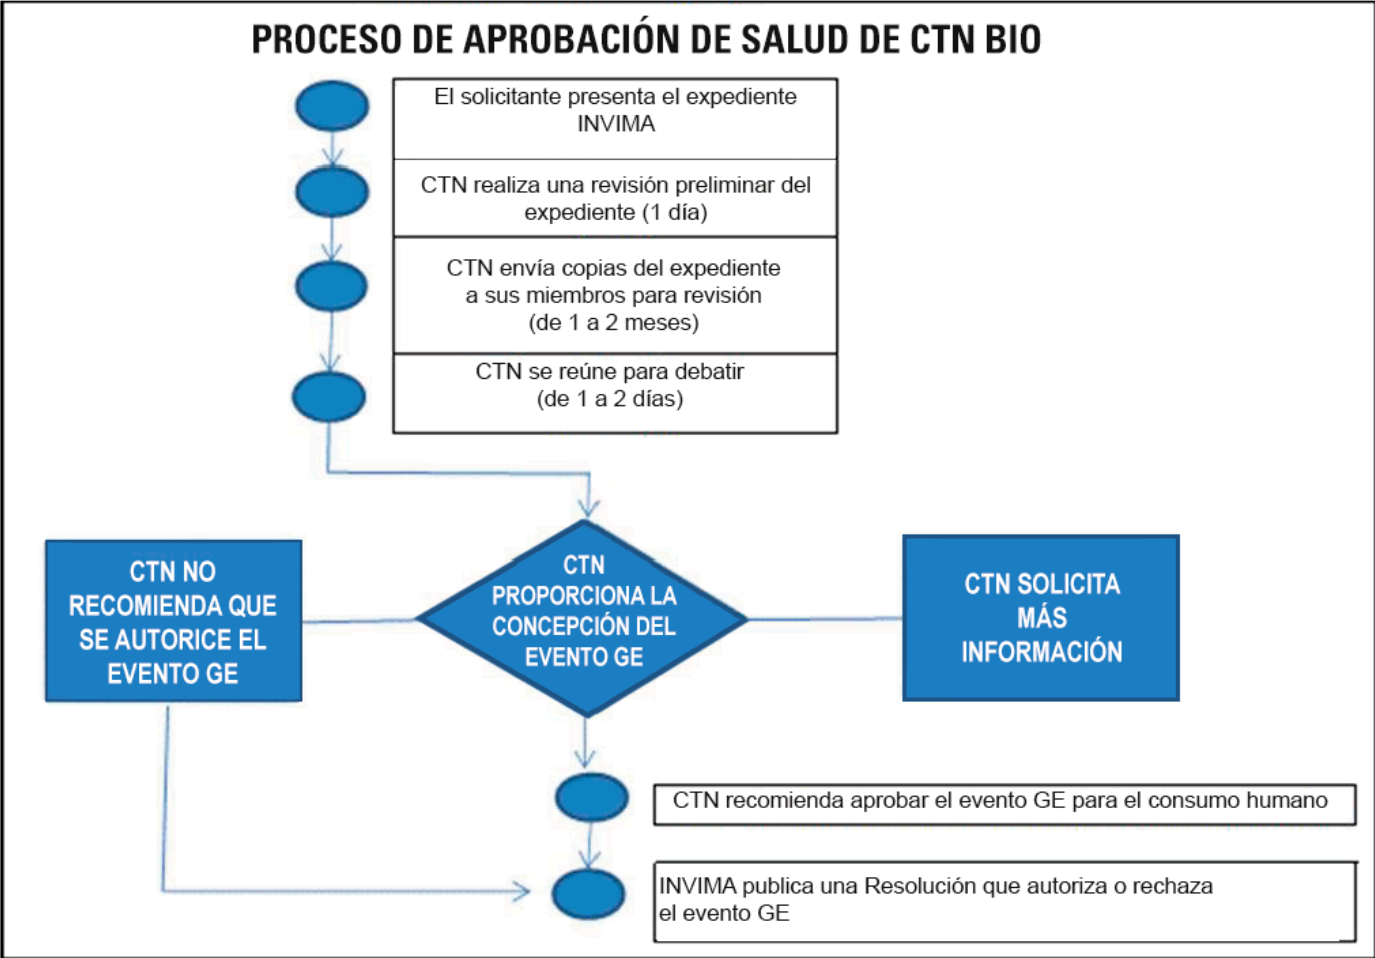 PROCESO DE APROBACIÓN DE SALUD DE CTN BIO
El solicitante presenta el expediente
INVIMA
CTN realiza una revisión preliminar del
expediente (1 día)
CTN envía copias del expediente
a sus miembros para revisión
(de 1 a 2 meses)
CTN se reúne para debatir
(de 1 a 2 días)
CTN NO
RECOMIENDA QUE
SE AUTORICE EL
EVENTO GE
CTN
PROPORCIONA LA
CONCEPCIÓN DEL
EVENTO GE
CTN SOLICITA
MÁS
INFORMACIÓN
CTN recomienda aprobar el evento GE para el consumo humano
INVIMA publica una Resolución que autoriza o rechaza
el evento GE